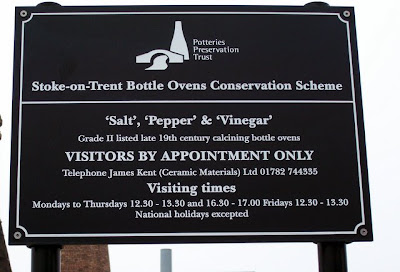 Potteries
Preservation
Trust
Stoke-on-Trent Bottle Ovens Conservation Scheme
‘Salt’, ‘Pepper’ & ‘Vinegar’
Grade II listed late 19th century calcining bottle ovens
VISITORS BY APPOINTMENT ONLY
Telephone James Kent (Ceramic Materials) Ltd 01782 744335
Visiting times
Mondays to Thursdays 12.30 - 13.30 and 16.30 - 17.00 Fridays 12.30 - 13.30
National holidays excepted